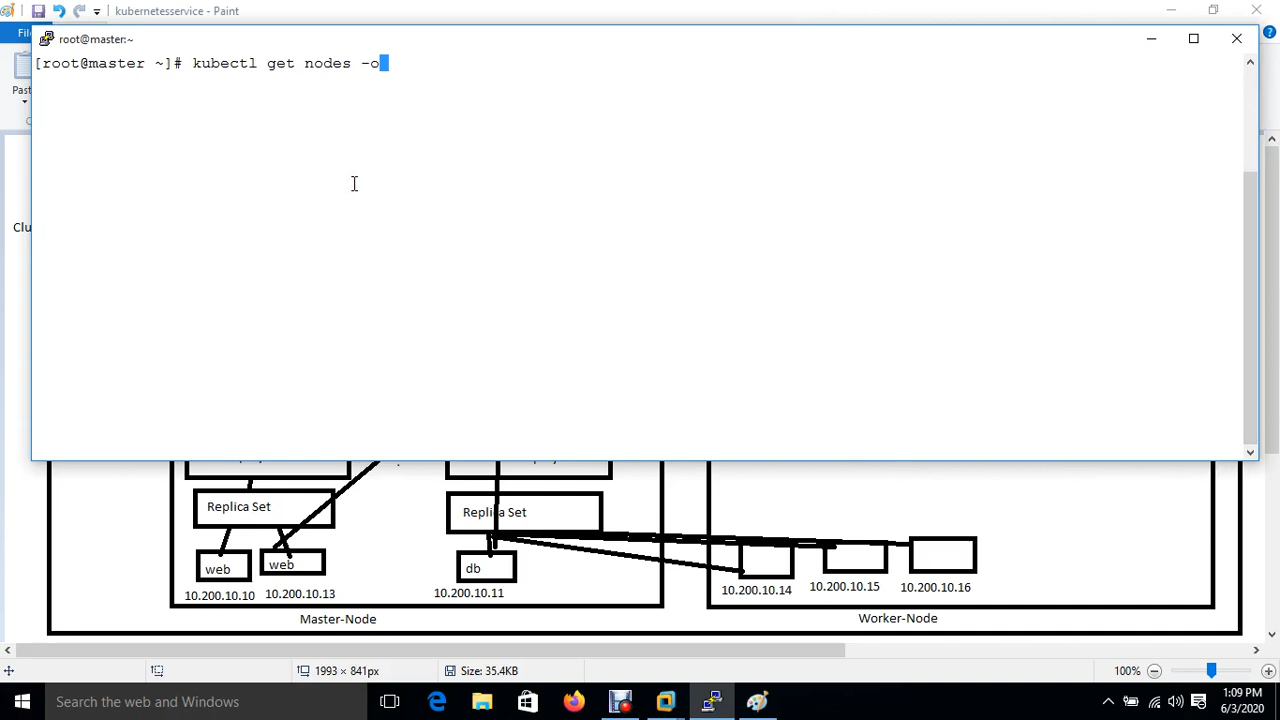 kubernetesservice - Paint
Fil
root@master:~
[root@master ~]# kubectl get nodes -o
Past
Clu
Replica Set
Replica Set
web
web
db
10.200.10.10
10.200.10.13
10.200.10.11
10.200.10.14
10.200.10.15
10.200.10.16
Master-Node
Worker-Node
1993 × 841px
Size: 35.4KB
100%
Search the web and Windows
1:09 PM
6/3/2020